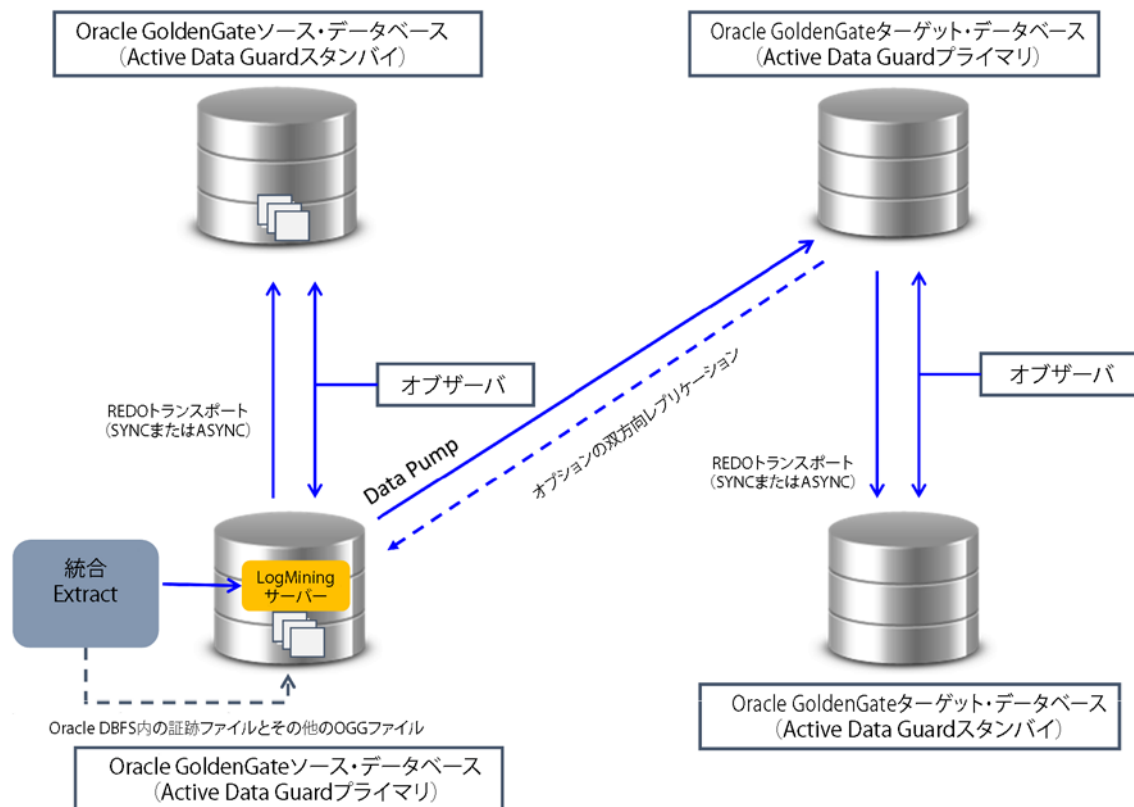 Oracle GoldenGateソース・データベース
（Active Data Guardスタンバイ）
Oracle GoldenGateターゲット・データベース
（Active Data Guardプライマリ）
オブザーバ
オブザーバ
REDOトランスポート
（SYNCまたはASYNC）
Data Pump
オプションの双方向レプリケーション
REDOトランスポート
（SYNCまたはASYNC）
統合
Extract
LogMining
サーバー
Oracle DBFS内の証跡ファイルとその他のOGGファイル
Oracle GoldenGateソース・データベース
（Active Data Guardプライマリ）
Oracle GoldenGateターゲット・データベース
（Active Data Guardスタンバイ）